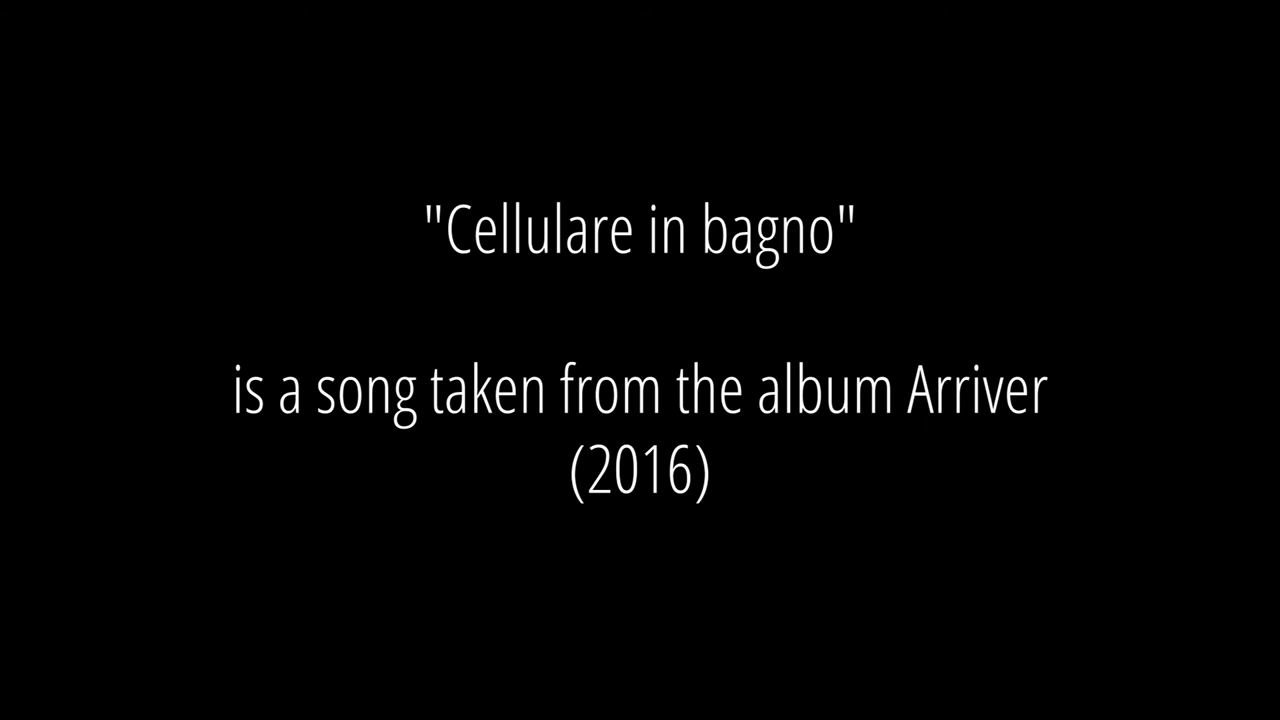 "Cellulare in bagno"
is a song taken from the album Arriver
(2016)